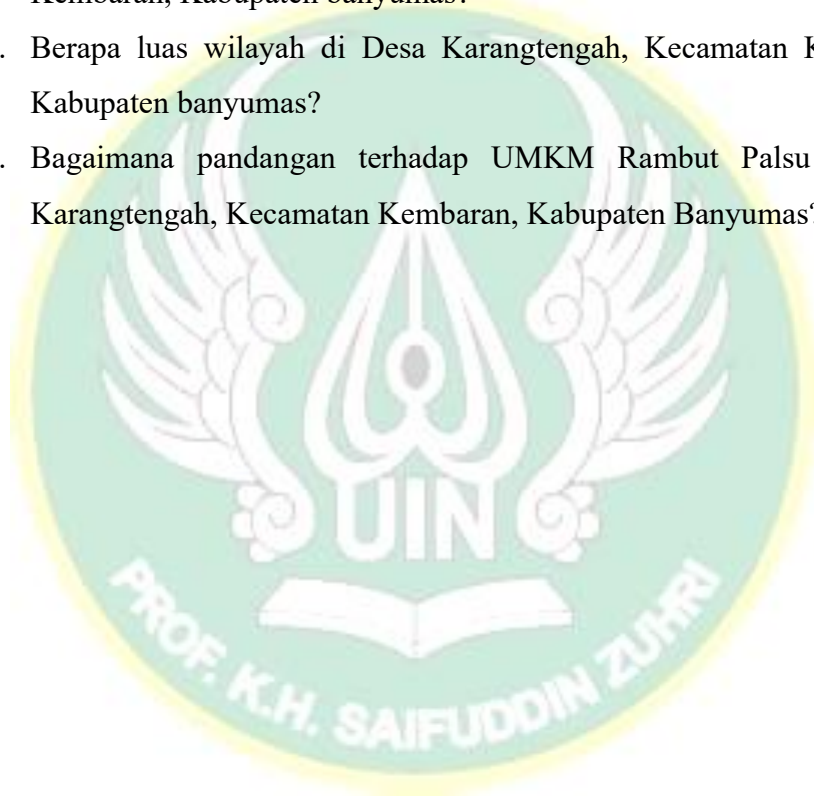 Kembaran, Kabupaten banyumas?
. Berapa luas wilayah di Desa Karangtengah, Kecamatan K
Kabupaten banyumas?
. Bagaimana pandangan terhadap UMKM Rambut Palsu
Karangtengah, Kecamatan Kembaran, Kabupaten Banyumas?
UIN
PROF. K.H. SAIFUDDIN ZUHRI